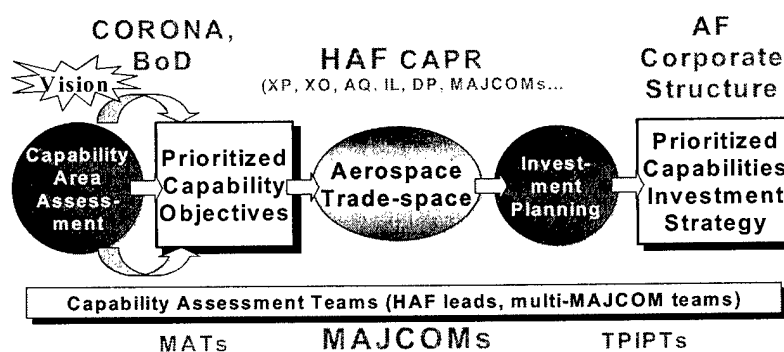 CORONA,
BoD
HAF CAPR
(XP, XO, AQ, IL, DP, MAJCOMs...
AF
Corporate
Structure
Vision
Capability
Area
Assess-
ment
Prioritized
Capability
Objectives
Aerospace
Trade-space
Invest-
ment
Planning
Prioritized
Capabilities
Investment
Strategy
Capability Assessment Teams (HAF leads, multi-MAJCOM teams)
MATs
MAJCOMs
TPIPTs